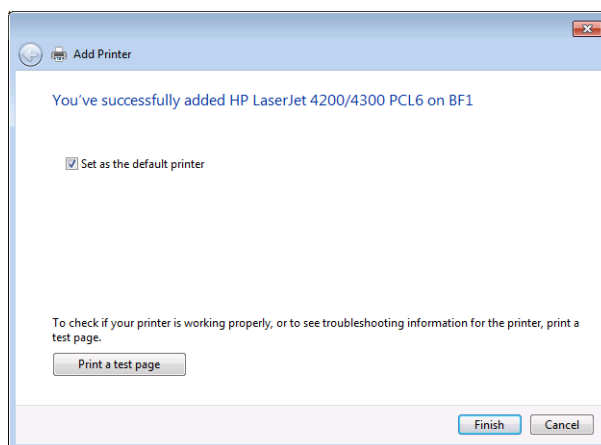 Add Printer
You've successfully added HP LaserJet 4200/4300 PCL6 on BF1
Set as the default printer
To check if your printer is working properly, or to see troubleshooting information for the printer, print a
test page.
Print a test page
Finish Cancel